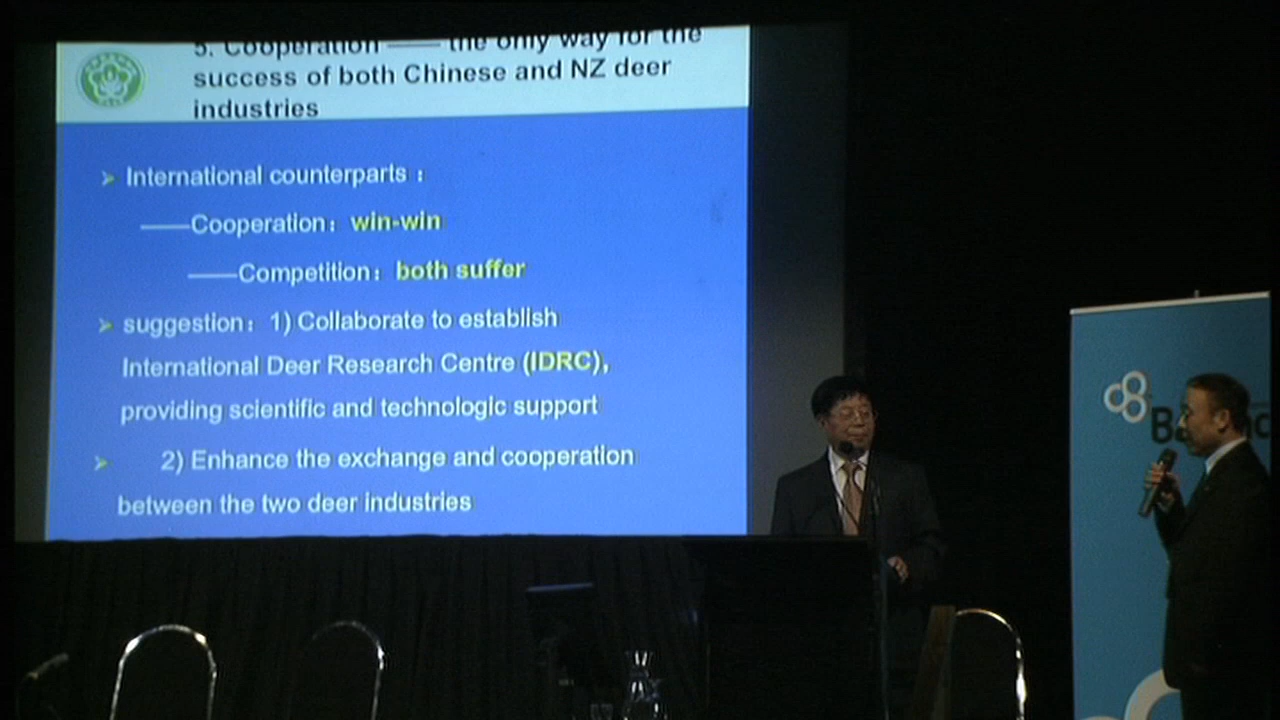 5. Cooperation —— the only way for the
success of both Chinese and NZ deer
industries
➢ International counterparts :
——Cooperation: win-win
——Competition: both suffer
➢ suggestion: 1) Collaborate to establish
International Deer Research Centre (IDRC),
providing scientific and technologic support
➢ 2) Enhance the exchange and cooperation
between the two deer industries